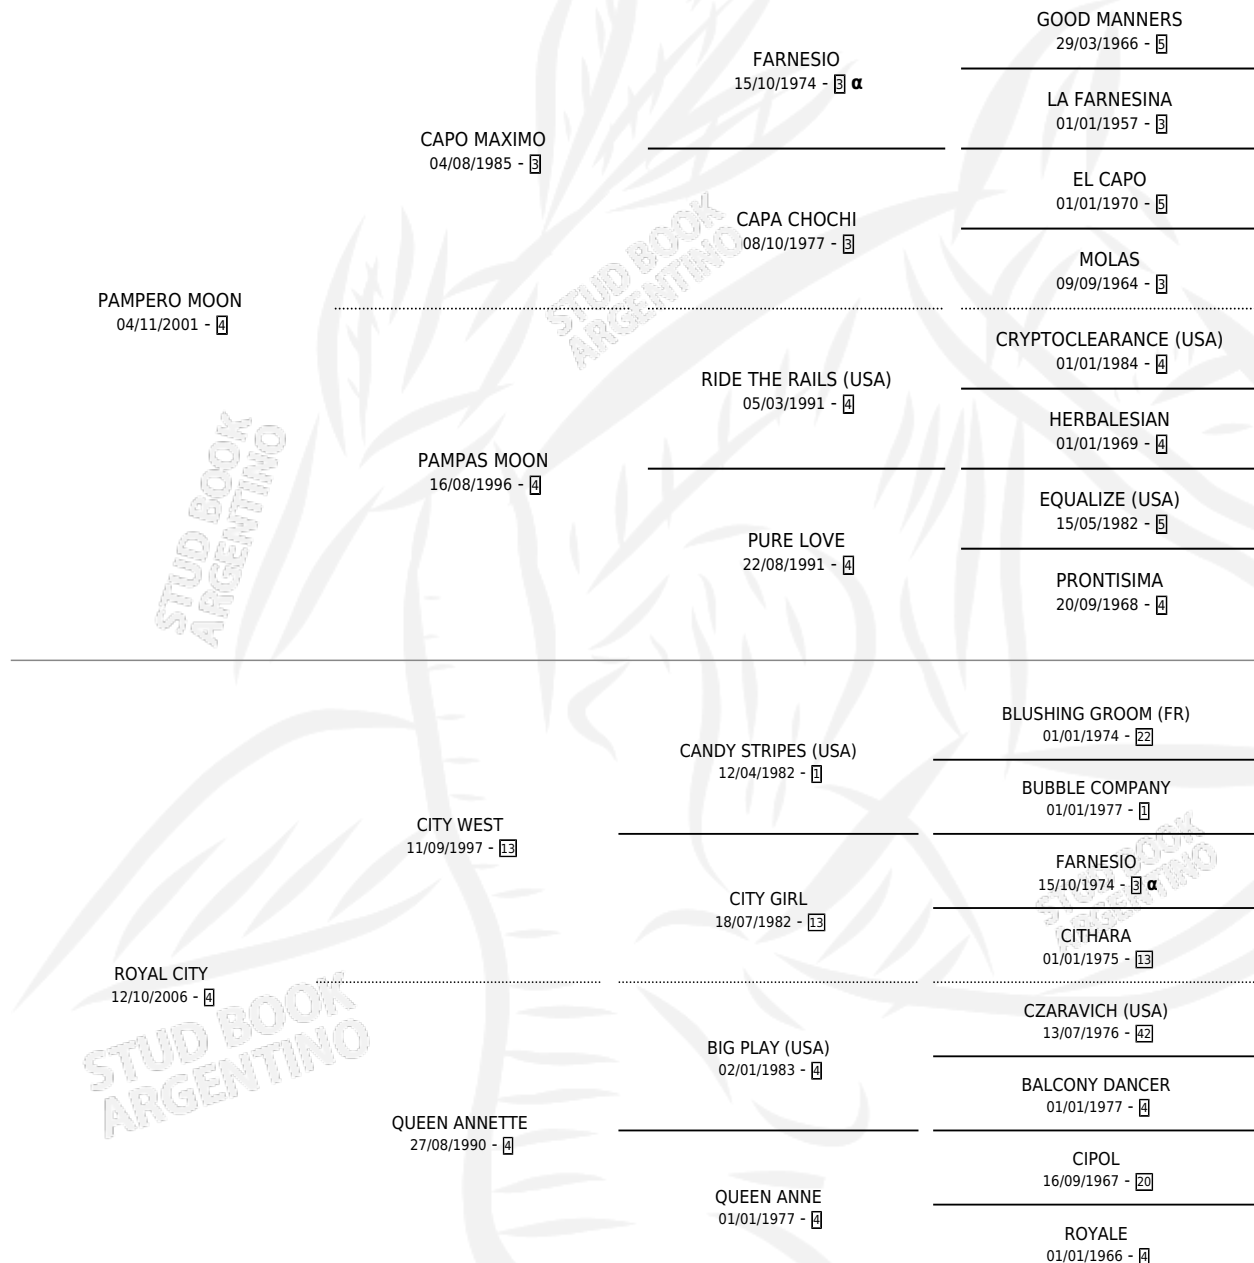 GOOD MANNERS
29/03/1966 - 5
FARNESIO
15/10/1974 - 3 α
LA FARNESINA
01/01/1957 - 3
CAPO MAXIMO
04/08/1985 - 3
EL CAPO
01/01/1970 - 5
CAPA CHOCHI
08/10/1977 - 3
MOLAS
09/09/1964 - 3
PAMPERO MOON
04/11/2001 - 4
STUD BOOK
ARGENTINO
CRYPTOCLEARANCE (USA)
01/01/1984 - 4
RIDE THE RAILS (USA)
05/03/1991 - 4
HERBALESIAN
01/01/1969 - 4
PAMPAS MOON
16/08/1996 - 4
EQUALIZE (USA)
15/05/1982 - 5
PURE LOVE
22/08/1991 - 4
PRONTISIMA
20/09/1968 - 4
STUD BOOK
ARGENTINO
BLUSHING GROOM (FR)
01/01/1974 - 22
CANDY STRIPES (USA)
12/04/1982 - 1
BUBBLE COMPANY
01/01/1977 - 1
CITY WEST
11/09/1997 - 13
FARNESIO
15/10/1974 - 3 α
CITY GIRL
18/07/1982 - 13
CITHARA
01/01/1975 - 13
STUD BOOK
ARGENTINO
ROYAL CITY
12/10/2006 - 4
CZARAVICH (USA)
13/07/1976 - 42
BIG PLAY (USA)
02/01/1983 - 4
BALCONY DANCER
01/01/1977 - 4
STUD BOOK
ARGENTINO
QUEEN ANNETTE
27/08/1990 - 4
CIPOL
16/09/1967 - 20
QUEEN ANNE
01/01/1977 - 4
ROYALE
01/01/1966 - 4